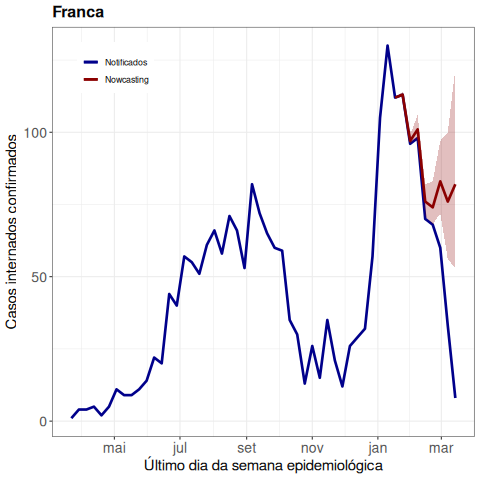 Franca
Notificados
Nowcasting
Casos internados confirmados
100
50
0
mai jul set nov jan mar
Último dia da semana epidemiológica